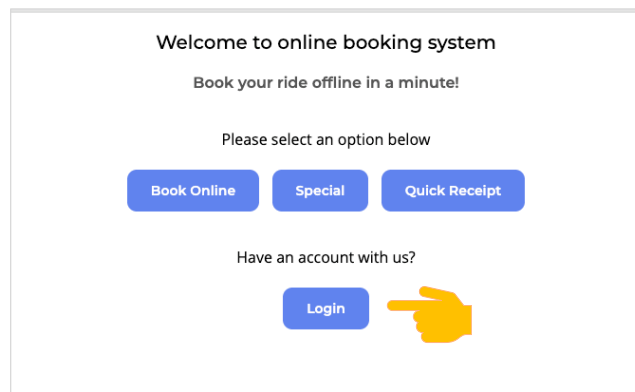 Welcome to online booking system
Book your ride offline in a minute!
Please select an option below
Book Online Special Quick Receipt
Have an account with us?
Login